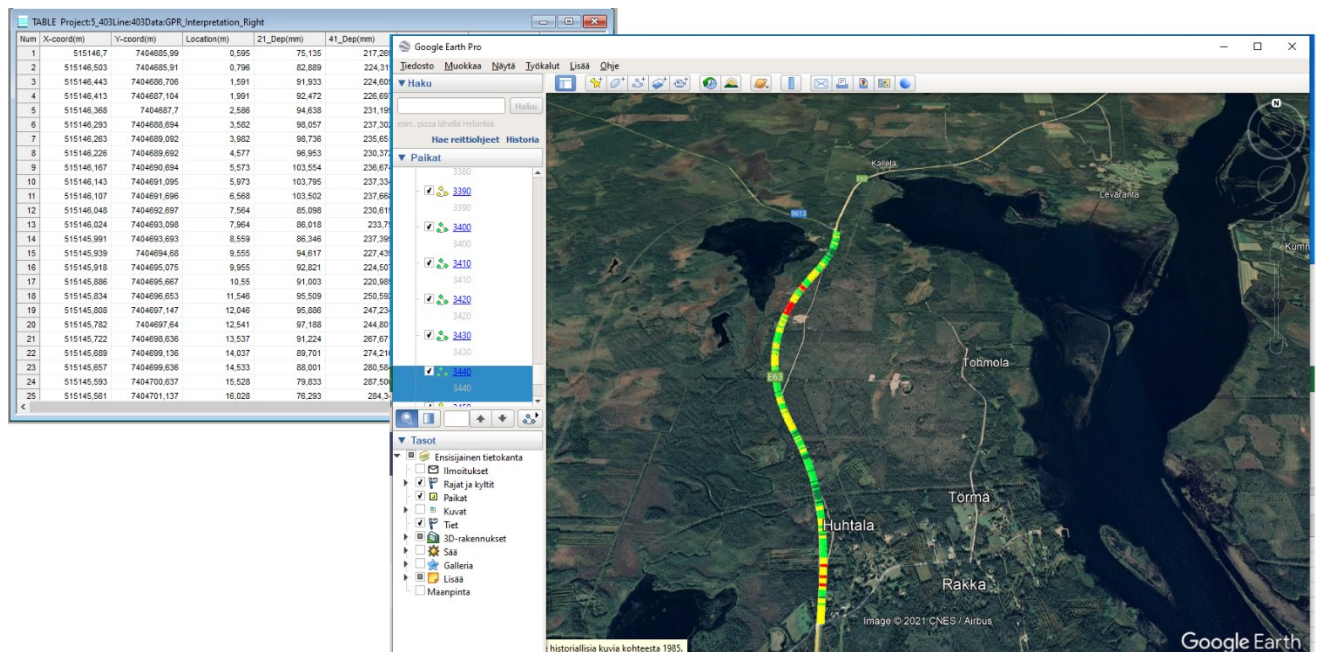 TABLE Project:5_403Line:403Data:GPR_Interpretation_Right
Num X-coord(m) Y-coord(m) Location(m) 21_Dep(mm) 41_Dep(mm)
1 515146,7 7404685,99 0,595 75,135
2 515146,503 7404685,91 0,796 82,889
3 515146,443 7404686,706 1,591 91,933
4 515146,413 7404687,104 1,991 92,472
5 515146,368 7404687,7 2,586 94,638
6 515146,293 7404688,694 3,582 98,057
7 515146,263 7404689,092 3,982 98,736
8 515146,226 7404689,692 4,577 96,953
9 515146,167 7404690,694 5,573 103,554
10 515146,143 7404691,095 5,973 103,795
11 515146,107 7404691,696 6,568 103,502
12 515146,048 7404692,697 7,564 85,098
13 515146,024 7404693,098 7,964 86,018
14 515145,991 7404693,693 8,559 86,346
15 515145,939 7404694,68 9,555 94,617
16 515145,918 7404695,075 9,955 92,821
17 515145,886 7404695,667 10,55 91,003
18 515145,834 7404696,653 11,546 95,509
19 515145,808 7404697,147 12,046 95,886
20 515145,782 7404697,64 12,541 97,188
21 515145,722 7404698,636 13,537 91,224
22 515145,689 7404699,136 14,037 89,701
23 515145,657 7404699,636 14,533 88,001
24 515145,593 7404700,637 15,528 79,833
25 515145,561 7404701,137 16,028 76,293
Google Earth Pro
Tiedosto Muokkaa Näytä Työkalut Lisää Ohje
Haku
Haku
esim. pizza lähellä Helsinkiä
Hae reittiohjeet Historia
Paikat
3380
3390
3390
3400
3400
3410
3410
3420
3420
3430
3430
3440
3440
Tasot
Ensisijainen tietokanta
Ilmoitukset
Rajat ja kyltit
Paikat
Kuvat
Tiet
3D-rakennukset
Sää
Galleria
Lisää
Maanpinta
N
Kallela
E63
Levaranta
9613
E63
Tohmola
Törmä
Huhtala
Rakka
Image © 2021 CNES / Airbus
Google Earth
historiallisia kuvia kohteesta 1985.